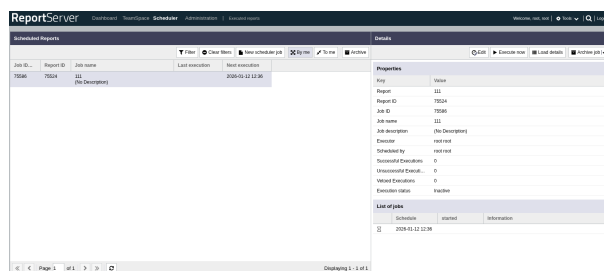 ReportServer Dashboard TeamSpace Scheduler Administration | Executed reports Welcome, root, root | Tools | Log
Scheduled Reports
Details
Filter Clear filters New scheduler job By me To me Archive
Edit Execute now Load details Archive job
Job ID... Report ID Job name Last execution Next execution
75586 75524 111 2026-01-12 12:36
(No Description)
Properties
Key Value
Report 111
Report ID 75524
Job ID 75586
Job name 111
Job description (No Description)
Executor root root
Scheduled by root root
Successful Executions 0
Unsuccessful Executi... 0
Vetoed Executions 0
Execution status Inactive
List of jobs
Schedule started Information
2026-01-12 12:36
Page 1 of 1
Displaying 1 - 1 of 1